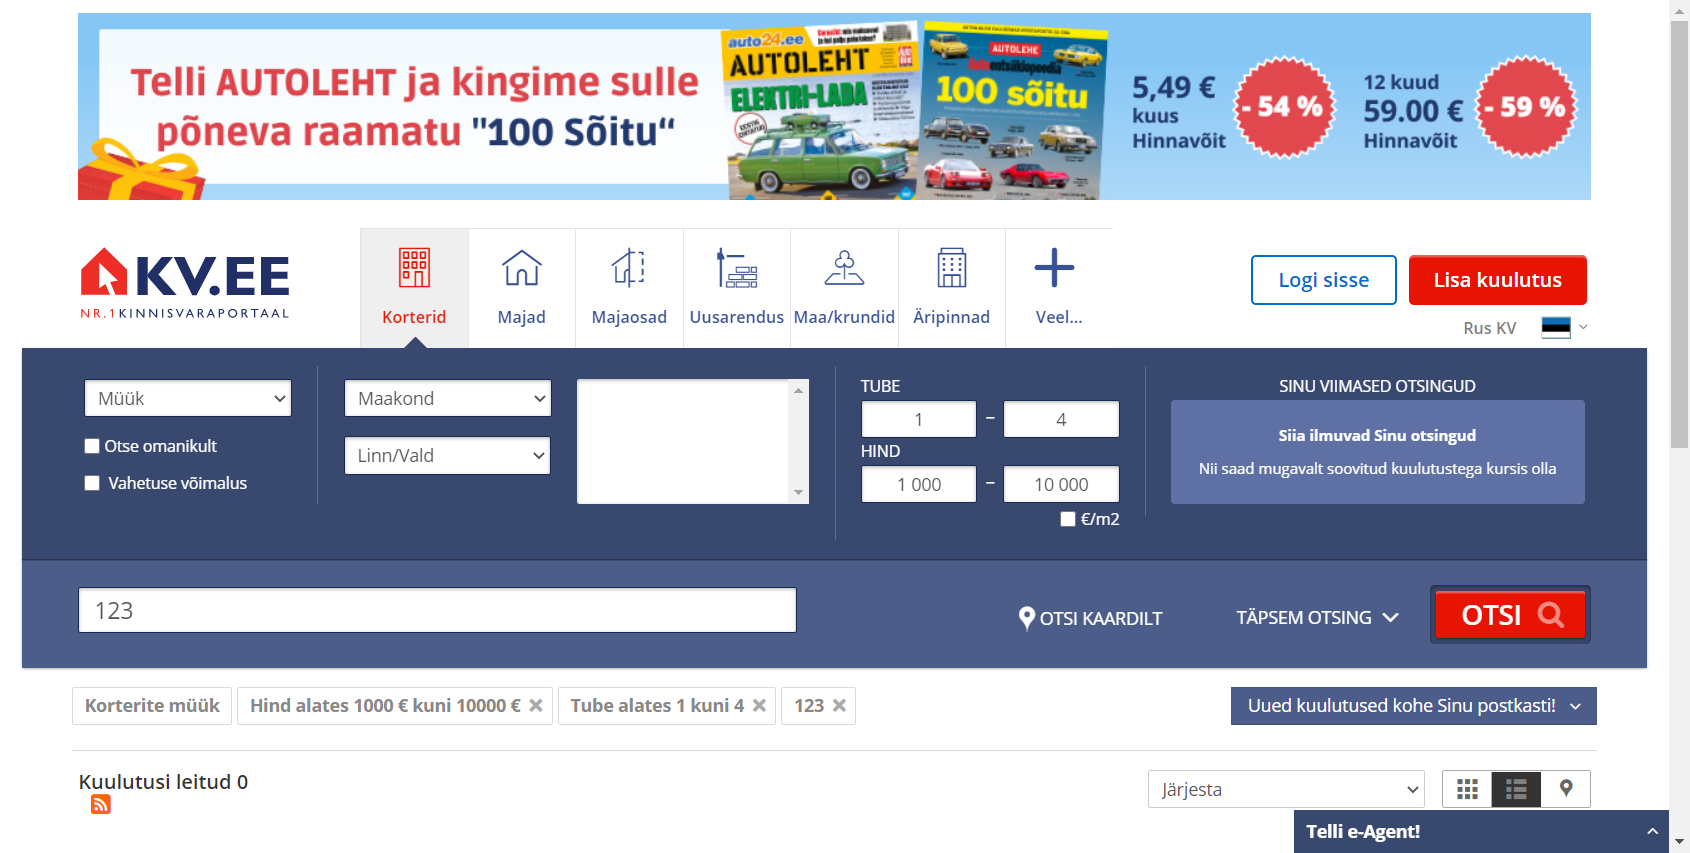 Telli AUTOLEHT ja kingime sulle
põneva raamatu "100 Sõitu“
auto24.ee
AUTOLEHT
ELEKTRI-LADA
AUTOLEHE
Autoentsüklopeedia
100 sõitu
5,49 €
kuus
Hinnavõit
- 54 %
12 kuud
59.00 €
Hinnavõit
- 59 %
KV.EE
NR.1 KINNISVARAPORTAAL
Korterid
Majad
Majaosad
Uusarendus
Maa/krundid
Äripinnad
Veel...
Logi sisse
Lisa kuulutus
Rus KV
Müük
Otse omanikult
Vahetuse võimalus
Maakond
Linn/Vald
TUBE
1 – 4
HIND
1 000 – 10 000
€/m2
SINU VIIMASED OTSINGUD
Siia ilmuvad Sinu otsingud
Nii saad mugavalt soovitud kuulutustega kursis olla
123
OTSI KAARDILT
TÄPSEM OTSING
OTSI
Korterite müük
Hind alates 1000 € kuni 10000 €
Tube alates 1 kuni 4
123
Uued kuulutused kohe Sinu postkasti!
Kuulutusi leitud 0
Järjesta
Telli e-Agent!